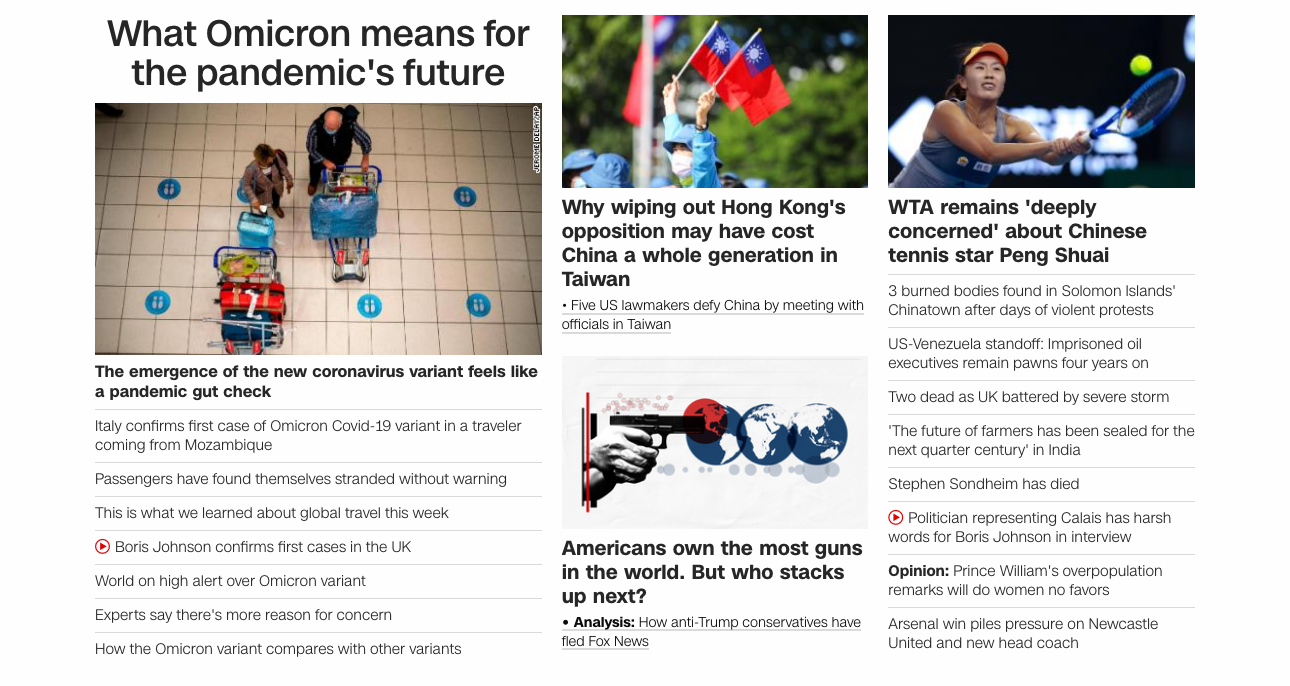 What Omicron means for
the pandemic's future
JEROME DELAY/AP
The emergence of the new coronavirus variant feels like
a pandemic gut check
Italy confirms first case of Omicron Covid-19 variant in a traveler
coming from Mozambique
Passengers have found themselves stranded without warning
This is what we learned about global travel this week
Boris Johnson confirms first cases in the UK
World on high alert over Omicron variant
Experts say there's more reason for concern
How the Omicron variant compares with other variants
Why wiping out Hong Kong's
opposition may have cost
China a whole generation in
Taiwan
• Five US lawmakers defy China by meeting with
officials in Taiwan
Americans own the most guns
in the world. But who stacks
up next?
• Analysis: How anti-Trump conservatives have
fled Fox News
WTA remains 'deeply
concerned' about Chinese
tennis star Peng Shuai
3 burned bodies found in Solomon Islands'
Chinatown after days of violent protests
US-Venezuela standoff: Imprisoned oil
executives remain pawns four years on
Two dead as UK battered by severe storm
'The future of farmers has been sealed for the
next quarter century' in India
Stephen Sondheim has died
Politician representing Calais has harsh
words for Boris Johnson in interview
Opinion: Prince William's overpopulation
remarks will do women no favors
Arsenal win piles pressure on Newcastle
United and new head coach